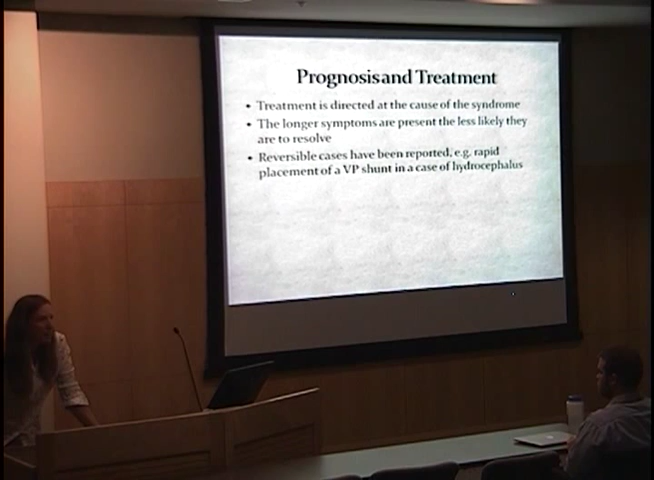 Prognosis and Treatment
• Treatment is directed at the cause of the syndrome
• The longer symptoms are present the less likely they
are to resolve
• Reversible cases have been reported, e.g. rapid
placement of a VP shunt in a case of hydrocephalus